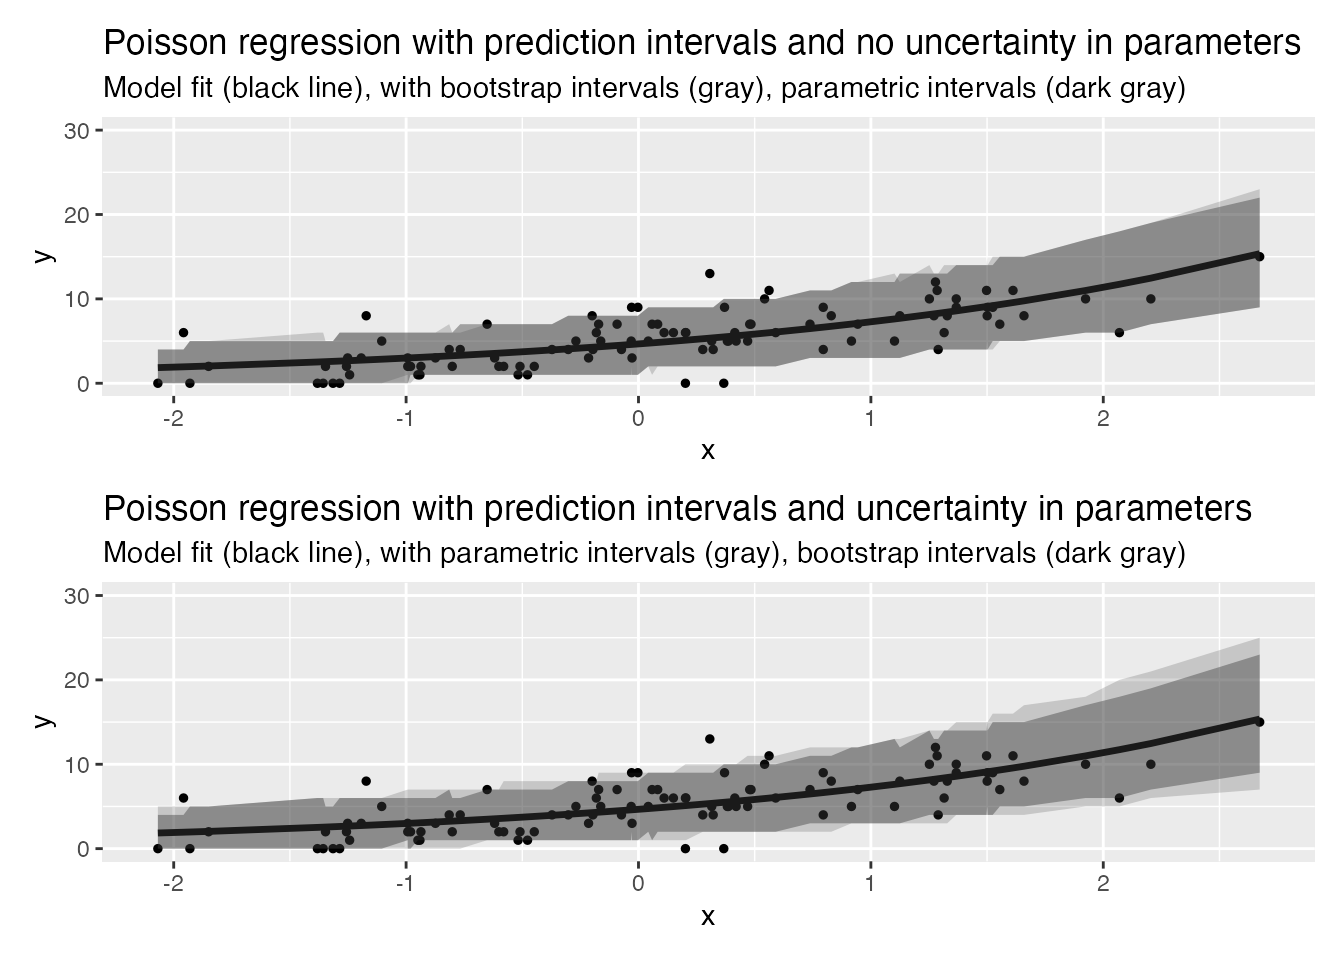 Poisson regression with prediction intervals and no uncertainty in parameters
Model fit (black line), with bootstrap intervals (gray), parametric intervals (dark gray)
30
20
10
0
y
-2 -1 0 1 2
x
Poisson regression with prediction intervals and uncertainty in parameters
Model fit (black line), with parametric intervals (gray), bootstrap intervals (dark gray)
30
20
10
0
y
-2 -1 0 1 2
x